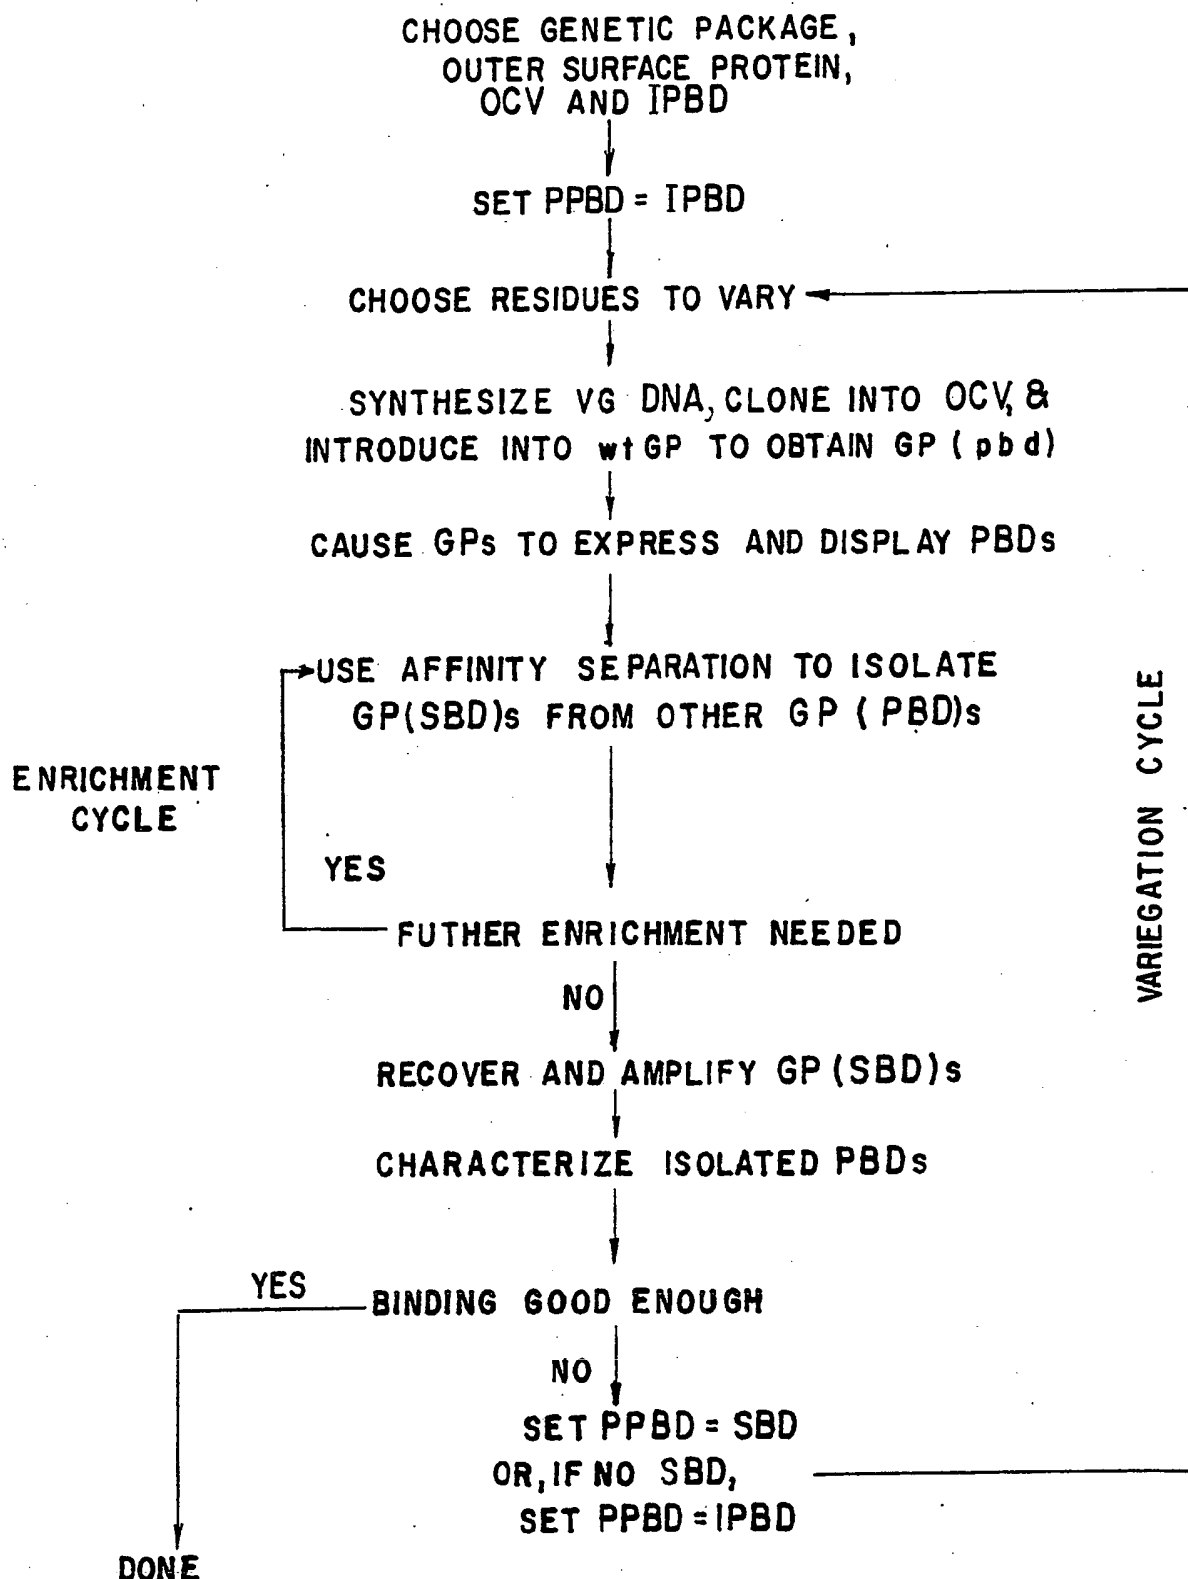 CHOOSE GENETIC PACKAGE,
OUTER SURFACE PROTEIN,
OCV AND IPBD
SET PPBD = IPBD
CHOOSE RESIDUES TO VARY
SYNTHESIZE VG DNA, CLONE INTO OCV, &
INTRODUCE INTO wtGP TO OBTAIN GP (pbd)
CAUSE GPs TO EXPRESS AND DISPLAY PBDs
USE AFFINITY SEPARATION TO ISOLATE
GP(SBD)s FROM OTHER GP (PBD)s
ENRICHMENT
CYCLE
YES
FUTHER ENRICHMENT NEEDED
VARIEGATION CYCLE
NO
RECOVER AND AMPLIFY GP (SBD)s
CHARACTERIZE ISOLATED PBDs
YES
BINDING GOOD ENOUGH
NO
SET PPBD = SBD
OR, IF NO SBD,
SET PPBD = IPBD
DONE